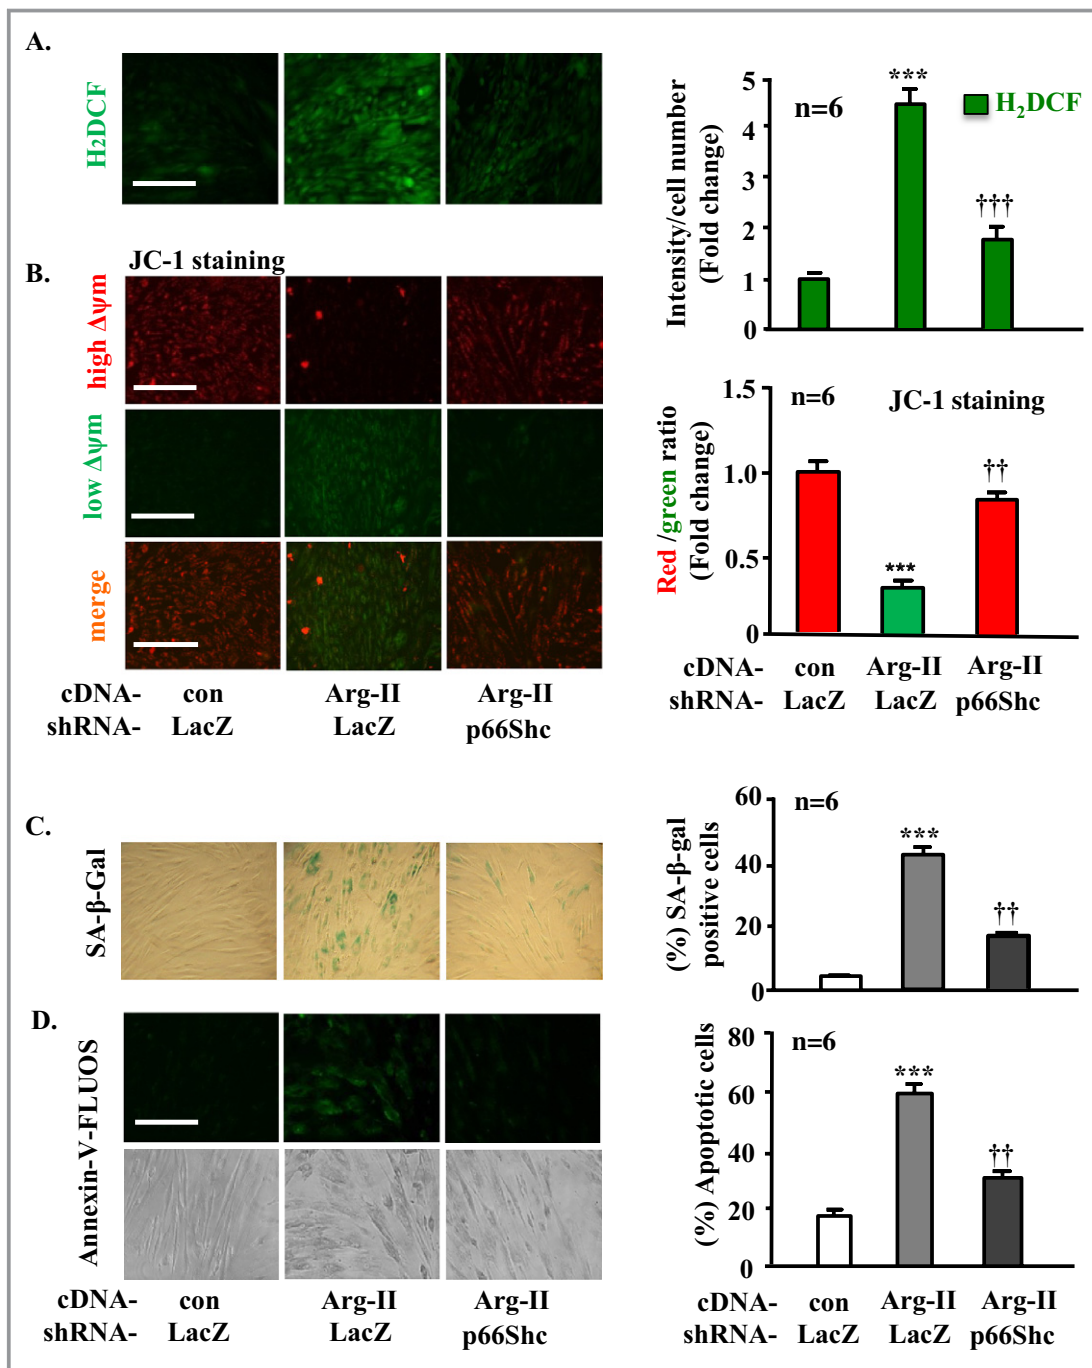 A.
H₂DCF
5
4
3
2
1
0
Intensity/cell number
(Fold change)
n=6
***
†††
H₂DCF
B.
JC-1 staining
high Δψm
low Δψm
merge
1.5
1.0
0.5
0
Red /green ratio
(Fold change)
n=6
JC-1 staining
***
††
cDNA- con Arg-II Arg-II
shRNA- LacZ LacZ p66Shc
cDNA- con Arg-II Arg-II
shRNA- LacZ LacZ p66Shc
C.
SA-β-Gal
60
40
20
0
(%) SA-β-gal
positive cells
n=6
***
††
D.
Annexin-V-FLUOS
80
60
40
20
0
(%) Apoptotic cells
n=6
***
††
cDNA- con Arg-II Arg-II
shRNA- LacZ LacZ p66Shc
cDNA- con Arg-II Arg-II
shRNA- LacZ LacZ p66Shc